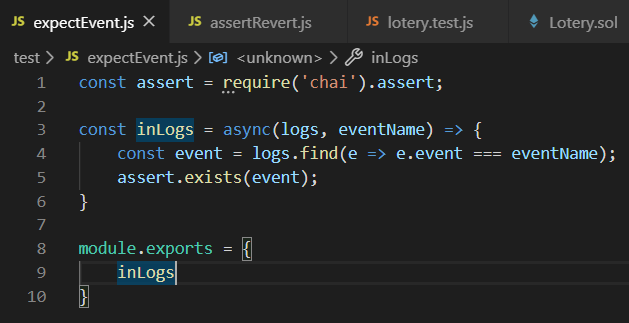 JS expectEvent.js JS assertRevert.js JS lotery.test.js Lotery.sol
test > JS expectEvent.js > <unknown> > inLogs
1 const assert = require('chai').assert;
2
3 const inLogs = async(logs, eventName) => {
4     const event = logs.find(e => e.event === eventName);
5     assert.exists(event);
6 }
7
8 module.exports = {
9     inLogs
10 }